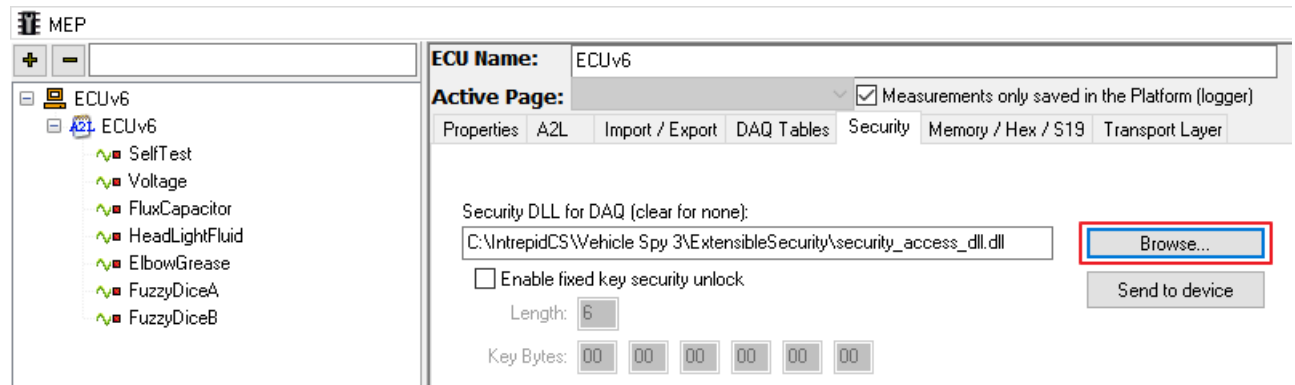 MEP
+ -
ECU Name: ECUv6
Active Page:
Measurements only saved in the Platform (logger)
ECUv6
A2L ECUv6
SelfTest
Voltage
FluxCapacitor
HeadLightFluid
ElbowGrease
FuzzyDiceA
FuzzyDiceB
Properties A2L Import / Export DAQ Tables Security Memory / Hex / S19 Transport Layer
Security DLL for DAQ (clear for none):
C:\IntrepidCS\Vehicle Spy 3\ExtensibleSecurity\security_access_dll.dll Browse...
Enable fixed key security unlock Send to device
Length: 6
Key Bytes: 00 00 00 00 00 00